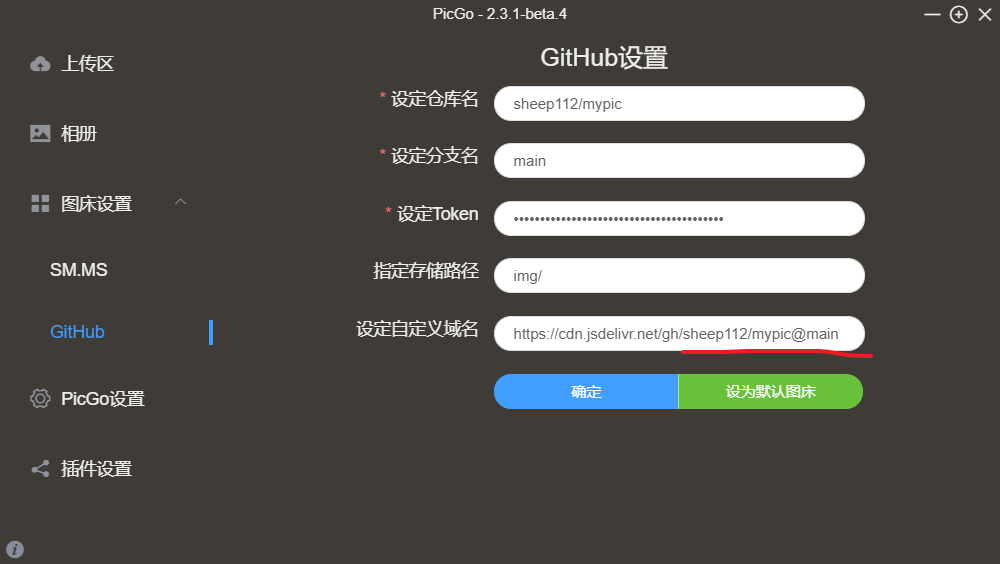 PicGo - 2.3.1-beta.4
上传区
相册
图床设置
SM.MS
GitHub
PicGo设置
插件设置
GitHub设置
* 设定仓库名 sheep112/mypic
* 设定分支名 main
* 设定Token ••••••••••••••••••••••••••••••••••••••••
指定存储路径 img/
设定自定义域名 https://cdn.jsdelivr.net/gh/sheep112/mypic@main
确定 设为默认图床